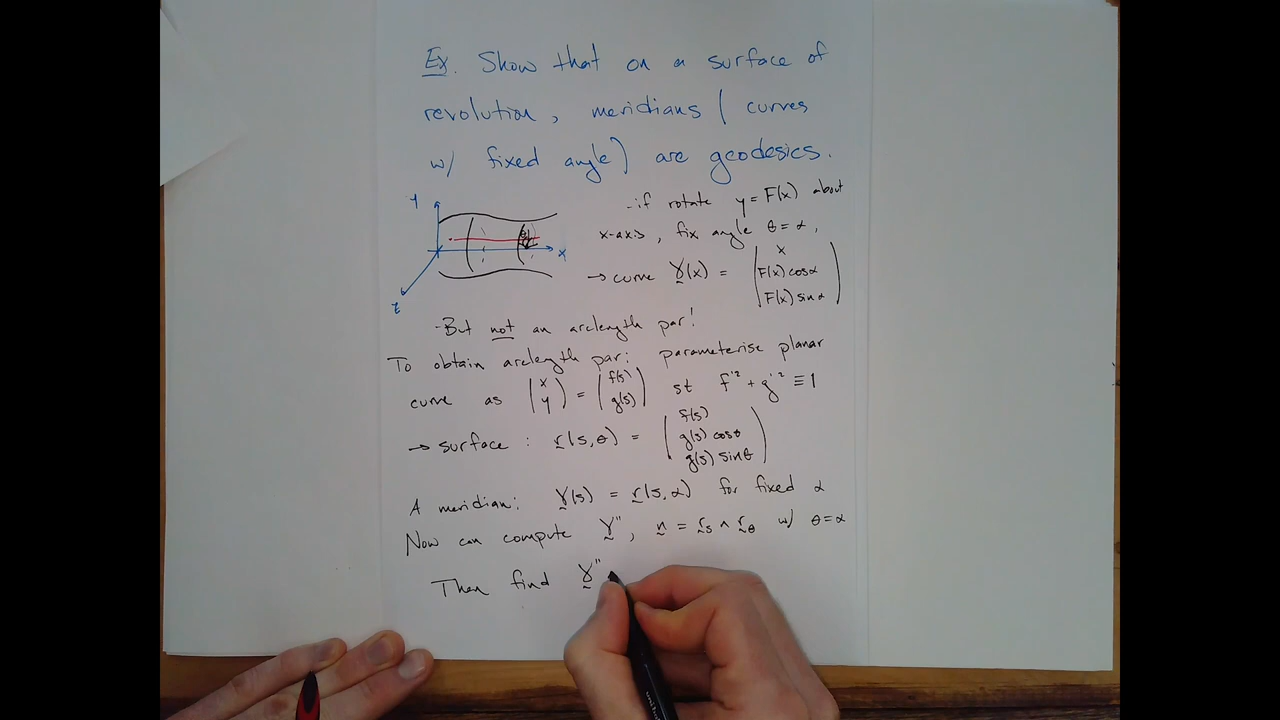 Ex. Show that on a surface of
revolution, meridians (curves
w/ fixed angle) are geodesics.
y
x
z
- if rotate y = F(x) about
x-axis, fix angle θ = α,
→ curve γ(x) = ( x
F(x) cos α
F(x) sin α )
- But not an arclength par!
To obtain arclength par: parameterise planar
curve as ( x y ) = ( f(s) g(s) ) st f'² + g'² ≡ 1
→ surface : r(s,θ) = ( f(s)
g(s) cosθ
g(s) sinθ )
A meridian: γ(s) = r(s,α) for fixed α
Now can compute γ'', n = r_s ∧ r_θ w/ θ=α
Then find γ''